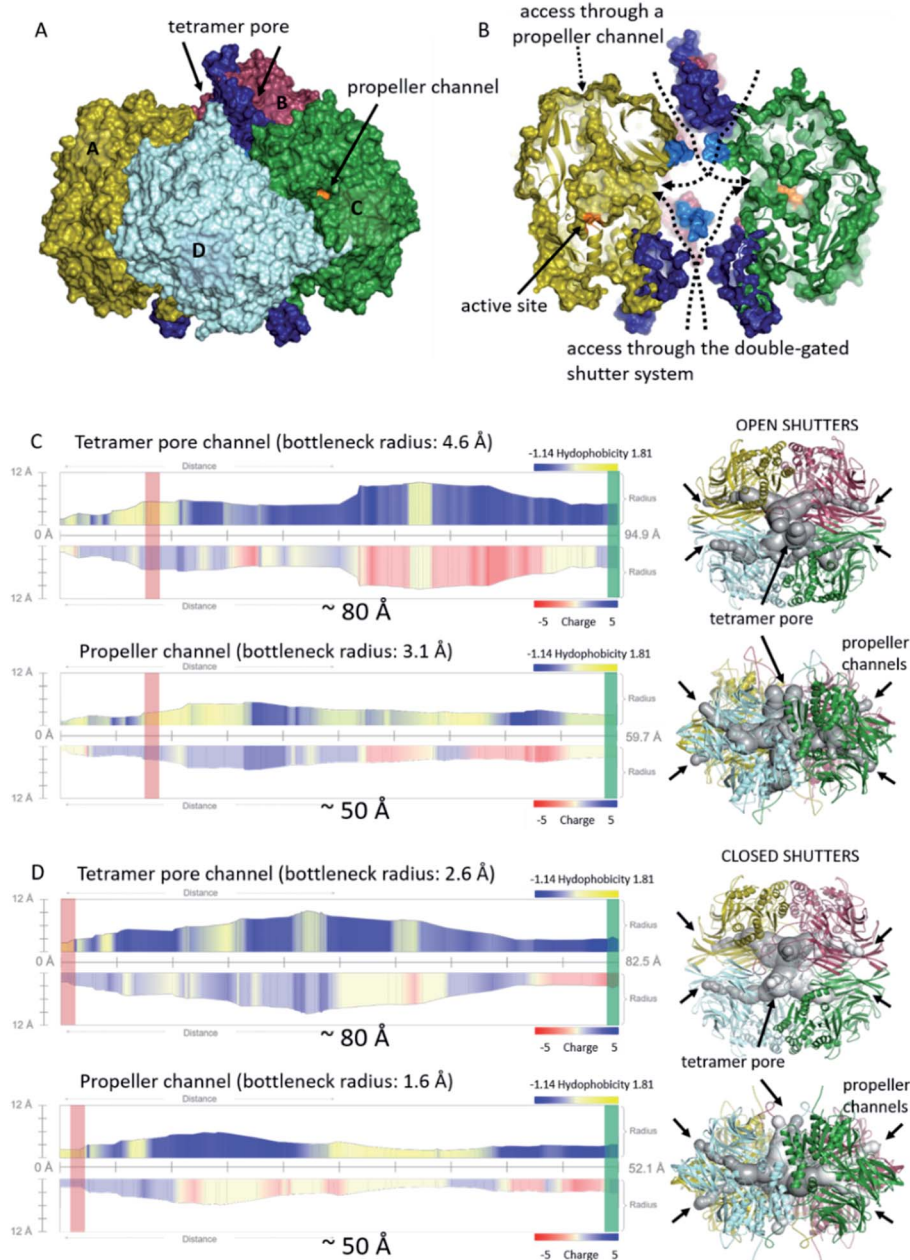 A
tetramer pore
propeller channel
A
B
C
D
B
access through a
propeller channel
active site
access through the double-gated
shutter system
C
Tetramer pore channel (bottleneck radius: 4.6 Å)
Distance
-1.14 Hydophobicity 1.81
12 Å
Radius
0 Å
94.9 Å
Radius
12 Å
Distance
~ 80 Å
-5 Charge 5
Propeller channel (bottleneck radius: 3.1 Å)
Distance
-1.14 Hydophobicity 1.81
12 Å
Radius
0 Å
59.7 Å
Radius
12 Å
Distance
~ 50 Å
-5 Charge 5
OPEN SHUTTERS
tetramer pore
propeller
channels
D
Tetramer pore channel (bottleneck radius: 2.6 Å)
Distance
-1.14 Hydophobicity 1.81
12 Å
Radius
0 Å
82.5 Å
Radius
12 Å
Distance
~ 80 Å
-5 Charge 5
Propeller channel (bottleneck radius: 1.6 Å)
Distance
-1.14 Hydophobicity 1.81
12 Å
Radius
0 Å
52.1 Å
Radius
12 Å
Distance
~ 50 Å
-5 Charge 5
CLOSED SHUTTERS
tetramer pore
propeller
channels